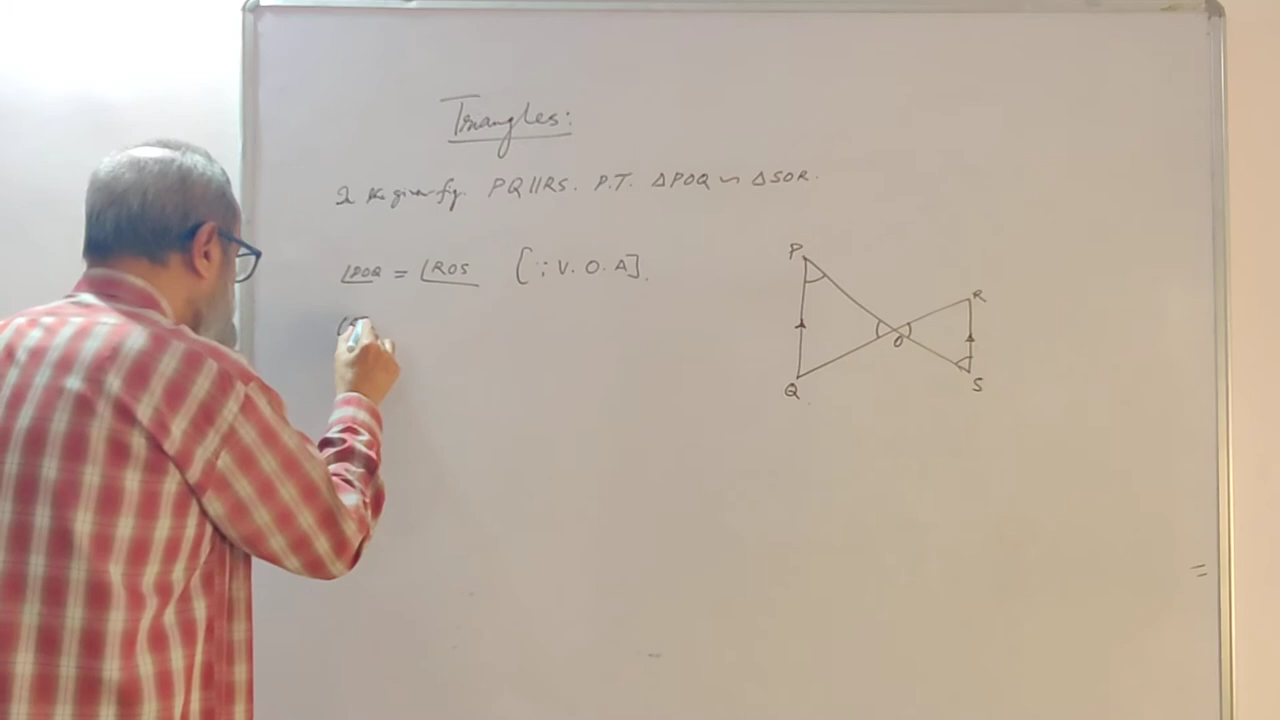 Triangles:
In the given fig. PQ||RS. P.T. ΔPOQ ~ ΔSOR.
∠POQ = ∠ROS [∵ V.O.A].
P
R
O
Q
S
=